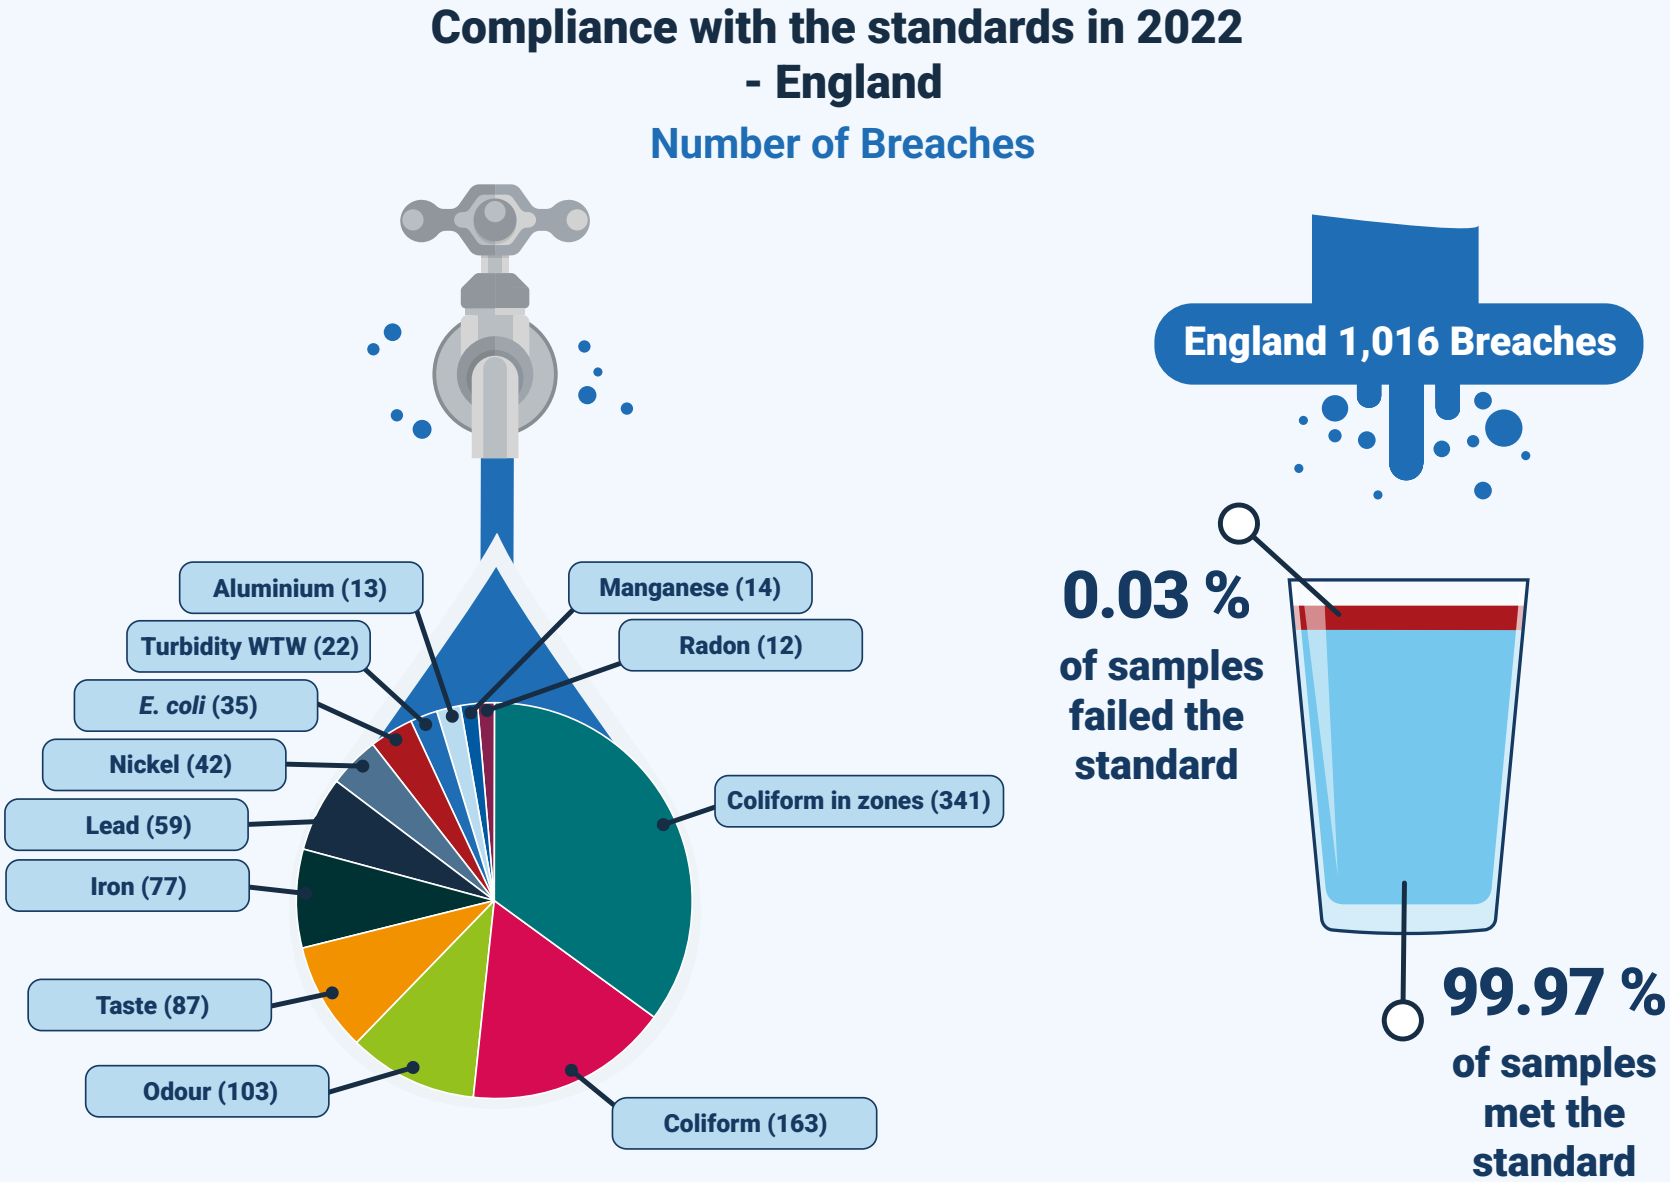 Compliance with the standards in 2022
- England
Number of Breaches
England 1,016 Breaches
Aluminium (13)
Manganese (14)
Turbidity WTW (22)
Radon (12)
E. coli (35)
Nickel (42)
Coliform in zones (341)
Lead (59)
Iron (77)
Taste (87)
Odour (103)
Coliform (163)
0.03 %
of samples
failed the
standard
99.97 %
of samples
met the
standard